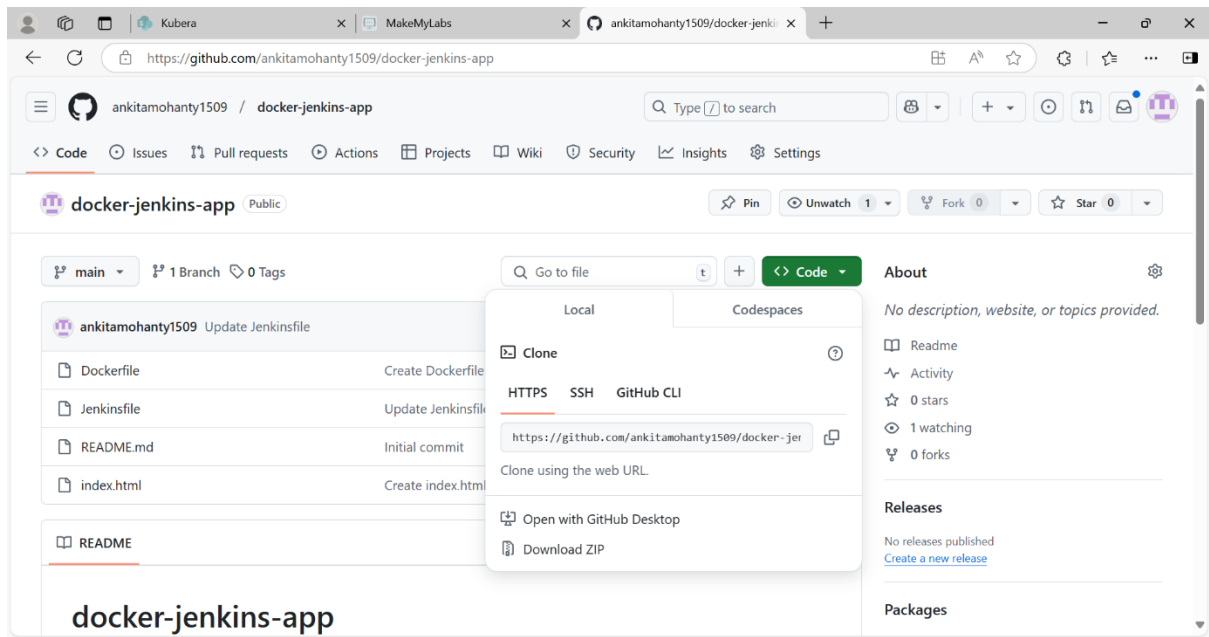 Kubera
MakeMyLabs
ankitamohanty1509/docker-jenki
https://github.com/ankitamohanty1509/docker-jenkins-app
ankitamohanty1509 / docker-jenkins-app
Type / to search
Code Issues Pull requests Actions Projects Wiki Security Insights Settings
docker-jenkins-app Public
Pin Unwatch 1 Fork 0 Star 0
main 1 Branch 0 Tags
Go to file t
Code
ankitamohanty1509 Update Jenkinsfile
Dockerfile Create Dockerfile
Jenkinsfile Update Jenkinsfil
README.md Initial commit
index.html Create index.html
README
docker-jenkins-app
Local Codespaces
Clone
HTTPS SSH GitHub CLI
https://github.com/ankitamohanty1509/docker-jer
Clone using the web URL.
Open with GitHub Desktop
Download ZIP
About
No description, website, or topics provided.
Readme
Activity
0 stars
1 watching
0 forks
Releases
No releases published
Create a new release
Packages